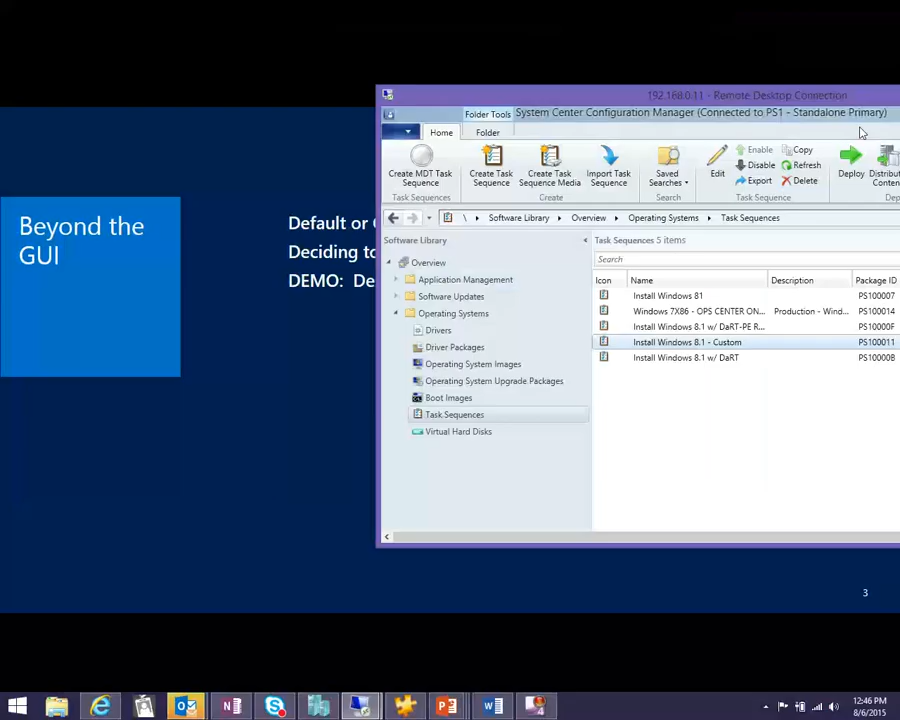 192.168.0.11 - Remote Desktop Connection
Folder Tools System Center Configuration Manager (Connected to PS1 - Standalone Primary)
Home Folder
Create MDT Task Sequence
Create Task Sequence
Create Task Sequence Media
Import Task Sequence
Saved Searches
Edit
Enable
Disable
Export
Copy
Refresh
Delete
Deploy
Task Sequences Create Search Task Sequence
\ Software Library Overview Operating Systems Task Sequences
Software Library
Overview
Application Management
Software Updates
Operating Systems
Drivers
Driver Packages
Operating System Images
Operating System Upgrade Packages
Boot Images
Task Sequences
Virtual Hard Disks
Task Sequences 5 items
Search
Icon Name Description Package ID
Install Windows 81 PS100007
Windows 7X86 - OPS CENTER ON... Production - Wind... PS100014
Install Windows 8.1 w/ DaRT-PE R... PS10000F
Install Windows 8.1 - Custom PS100011
Install Windows 8.1 w/ DaRT PS10000B
Beyond the
GUI
Default or
Deciding to
DEMO: De
3
12:46 PM
8/6/2015